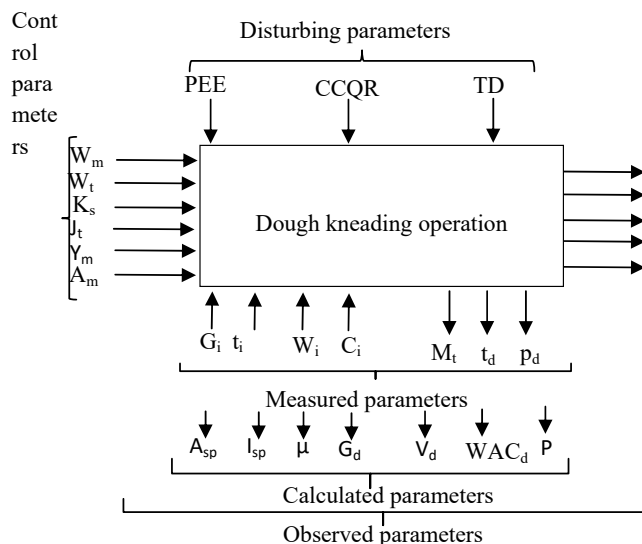 Cont
rol
para
mete
rs
Disturbing parameters
PEE CCQR TD
Wm
Wt
Ks
Jt
Ym
Am
Dough kneading operation
Gi ti Wi Ci Mt td pd
Measured parameters
Asp Isp μ Gd Vd WACd P
Calculated parameters
Observed parameters